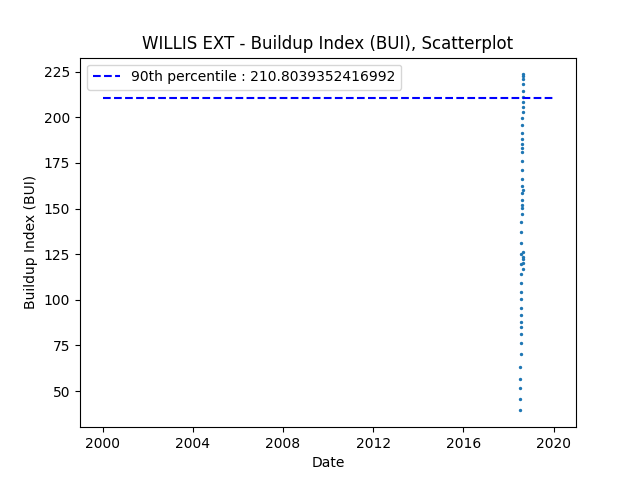 WILLIS EXT - Buildup Index (BUI), Scatterplot
90th percentile : 210.8039352416992
225
200
175
150
125
100
75
50
Buildup Index (BUI)
2000 2004 2008 2012 2016 2020
Date